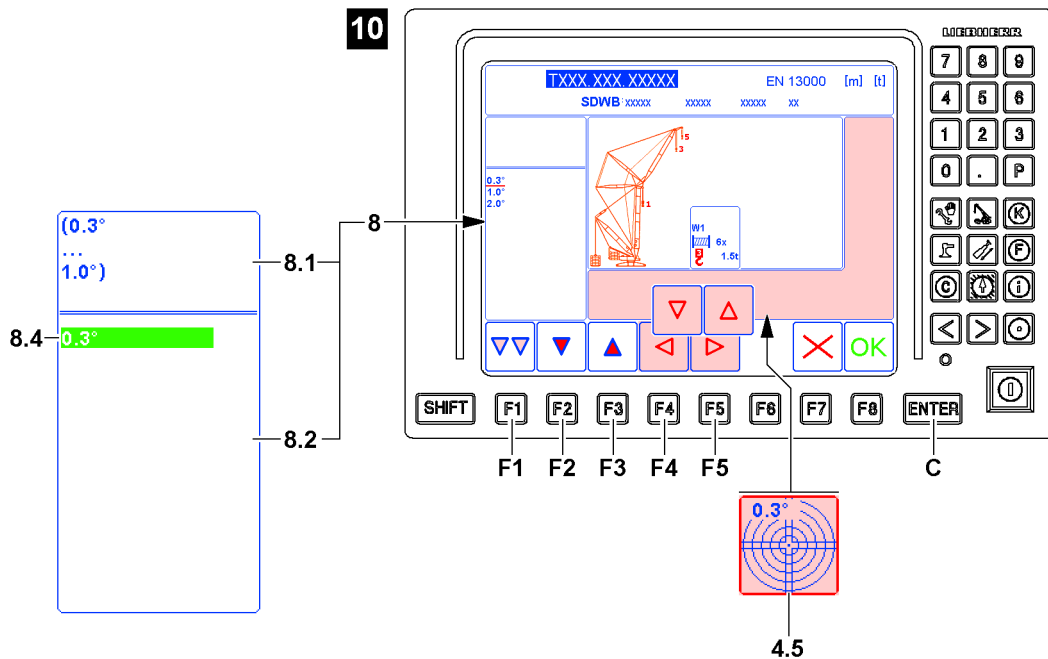 10
LIEBHERR
TXXX. XXX. XXXXX EN 13000 [m] [t]
SDWB: xxxxx xxxxx xxxxx xx
0.3°
1.0°
2.0°
5
3
1
W1
6x
1.5t
OK
7 8 9
4 5 6
1 2 3
0 . P
K
F
C i
< >
SHIFT F1 F2 F3 F4 F5 F6 F7 F8 ENTER
F1 F2 F3 F4 F5 C
8
8.1
8.2
8.4
(0.3°
...
1.0°)
0.3°
0.3°
4.5